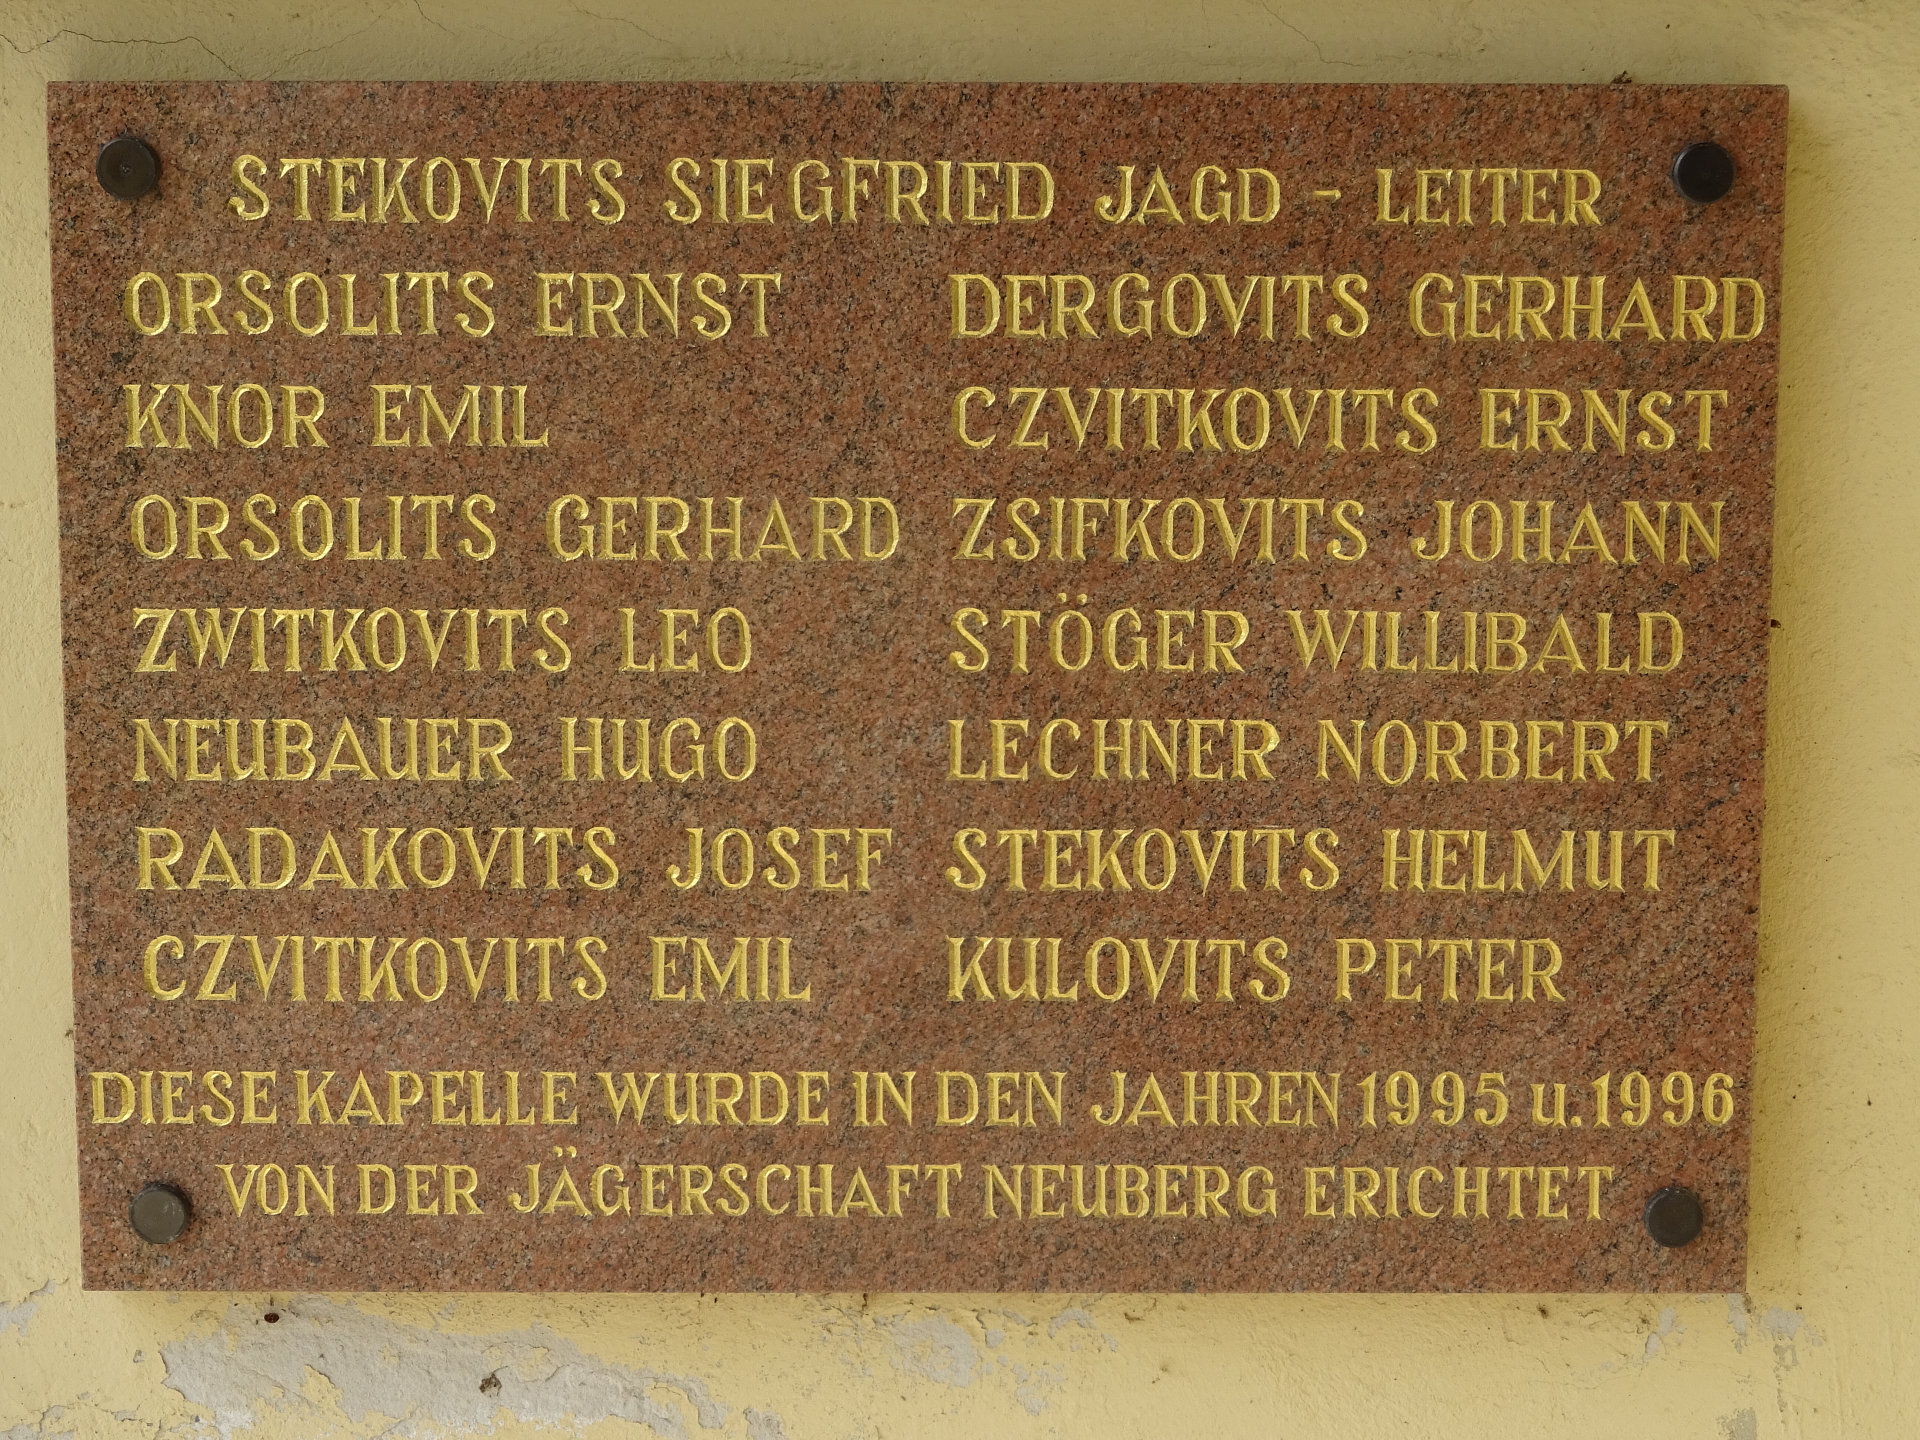 STEKOVITS SIEGFRIED JAGD - LEITER
ORSOLITS ERNST DERGOVITS GERHARD
KNOR EMIL CZVITKOVITS ERNST
ORSOLITS GERHARD ZSIFKOVITS JOHANN
ZWITKOVITS LEO STÖGER WILLIBALD
NEUBAUER HUGO LECHNER NORBERT
RADAKOVITS JOSEF STEKOVITS HELMUT
CZVITKOVITS EMIL KULOVITS PETER
DIESE KAPELLE WURDE IN DEN JAHREN 1995 u. 1996
VON DER JÄGERSCHAFT NEUBERG ERICHTET